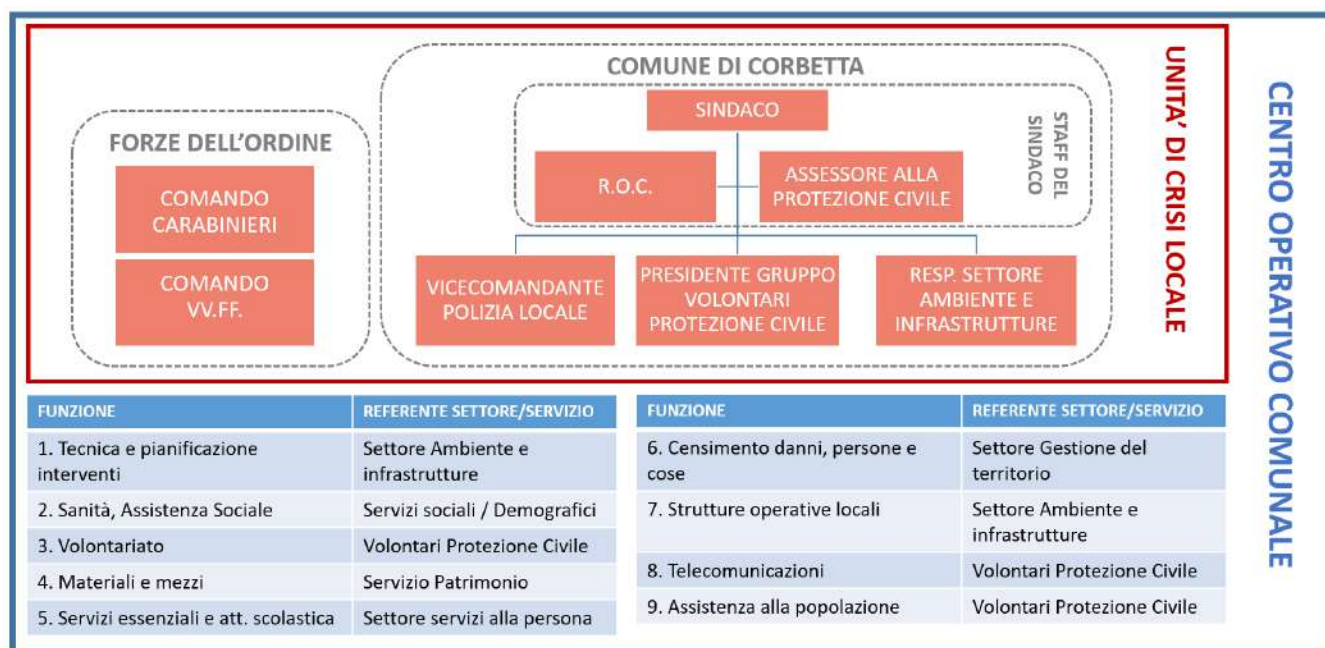 COMUNE DI CORBETTA
SINDACO
R.O.C.
ASSESSORE ALLA
PROTEZIONE CIVILE
STAFF DEL
SINDACO
VICECOMANDANTE
POLIZIA LOCALE
PRESIDENTE GRUPPO
VOLONTARI
PROTEZIONE CIVILE
RESP. SETTORE
AMBIENTE E
INFRASTRUTTURE
FORZE DELL'ORDINE
COMANDO
CARABINIERI
COMANDO
VV.FF.
UNITA' DI CRISI LOCALE
CENTRO OPERATIVO COMUNALE
FUNZIONE
REFERENTE SETTORE/SERVIZIO
1. Tecnica e pianificazione
interventi
Settore Ambiente e
infrastrutture
2. Sanità, Assistenza Sociale
Servizi sociali / Demografici
3. Volontariato
Volontari Protezione Civile
4. Materiali e mezzi
Servizio Patrimonio
5. Servizi essenziali e att. scolastica
Settore servizi alla persona
FUNZIONE
REFERENTE SETTORE/SERVIZIO
6. Censimento danni, persone e
cose
Settore Gestione del
territorio
7. Strutture operative locali
Settore Ambiente e
infrastrutture
8. Telecomunicazioni
Volontari Protezione Civile
9. Assistenza alla popolazione
Volontari Protezione Civile